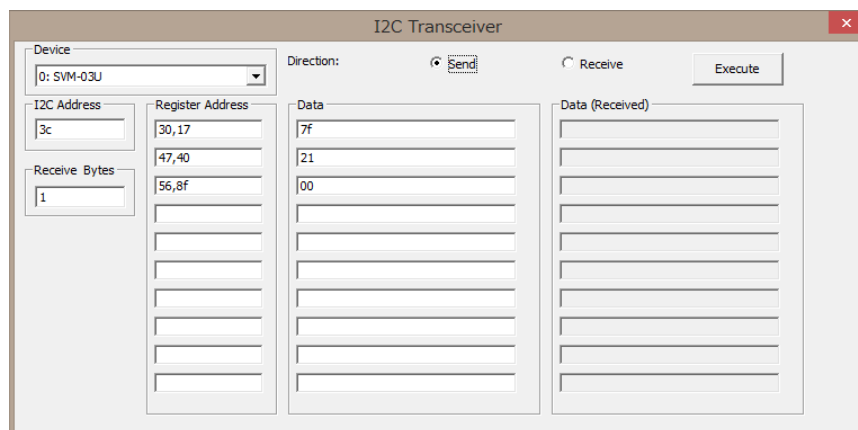 I2C Transceiver
Device
0: SVM-03U
Direction:
Send
Receive
Execute
I2C Address
3c
Receive Bytes
1
Register Address
30,17
47,40
56,8f
Data
7f
21
00
Data (Received)